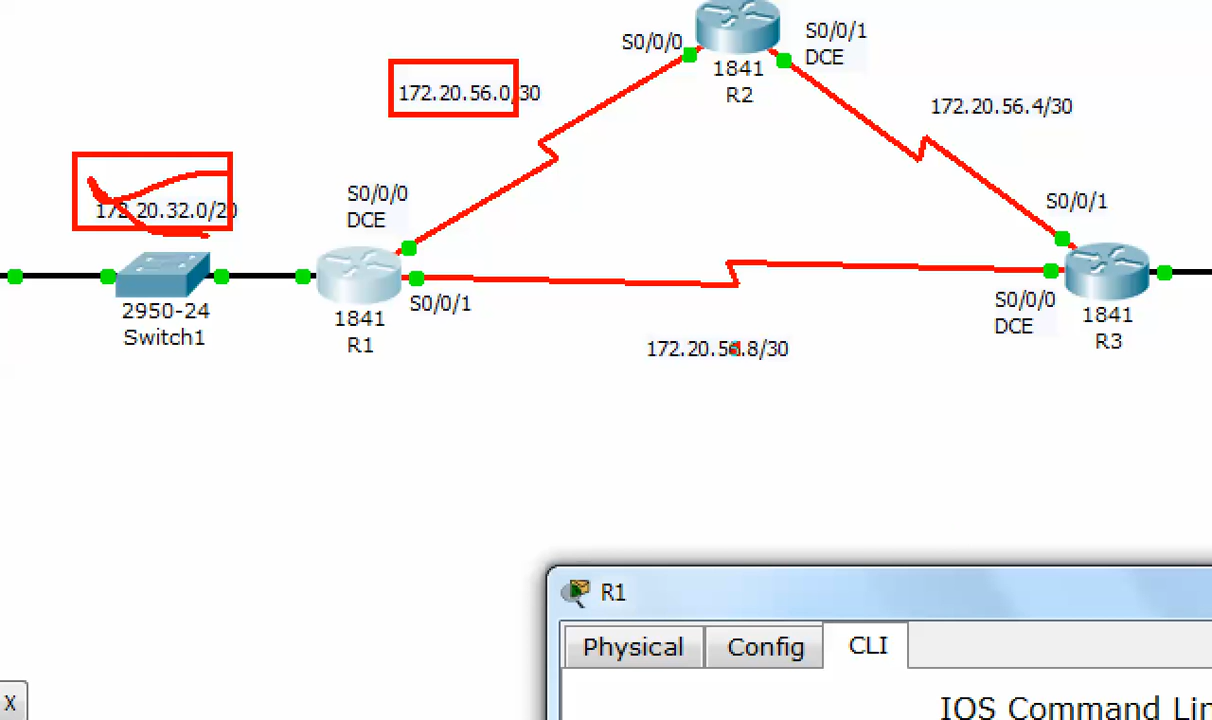 S0/0/0
S0/0/1
DCE
1841
R2
172.20.56.0/30
172.20.56.4/30
172.20.32.0/20
S0/0/0
DCE
S0/0/1
2950-24
Switch1
1841
R1
S0/0/1
172.20.56.8/30
S0/0/0
DCE
1841
R3
R1
Physical
Config
CLI
IOS Command Lin
X